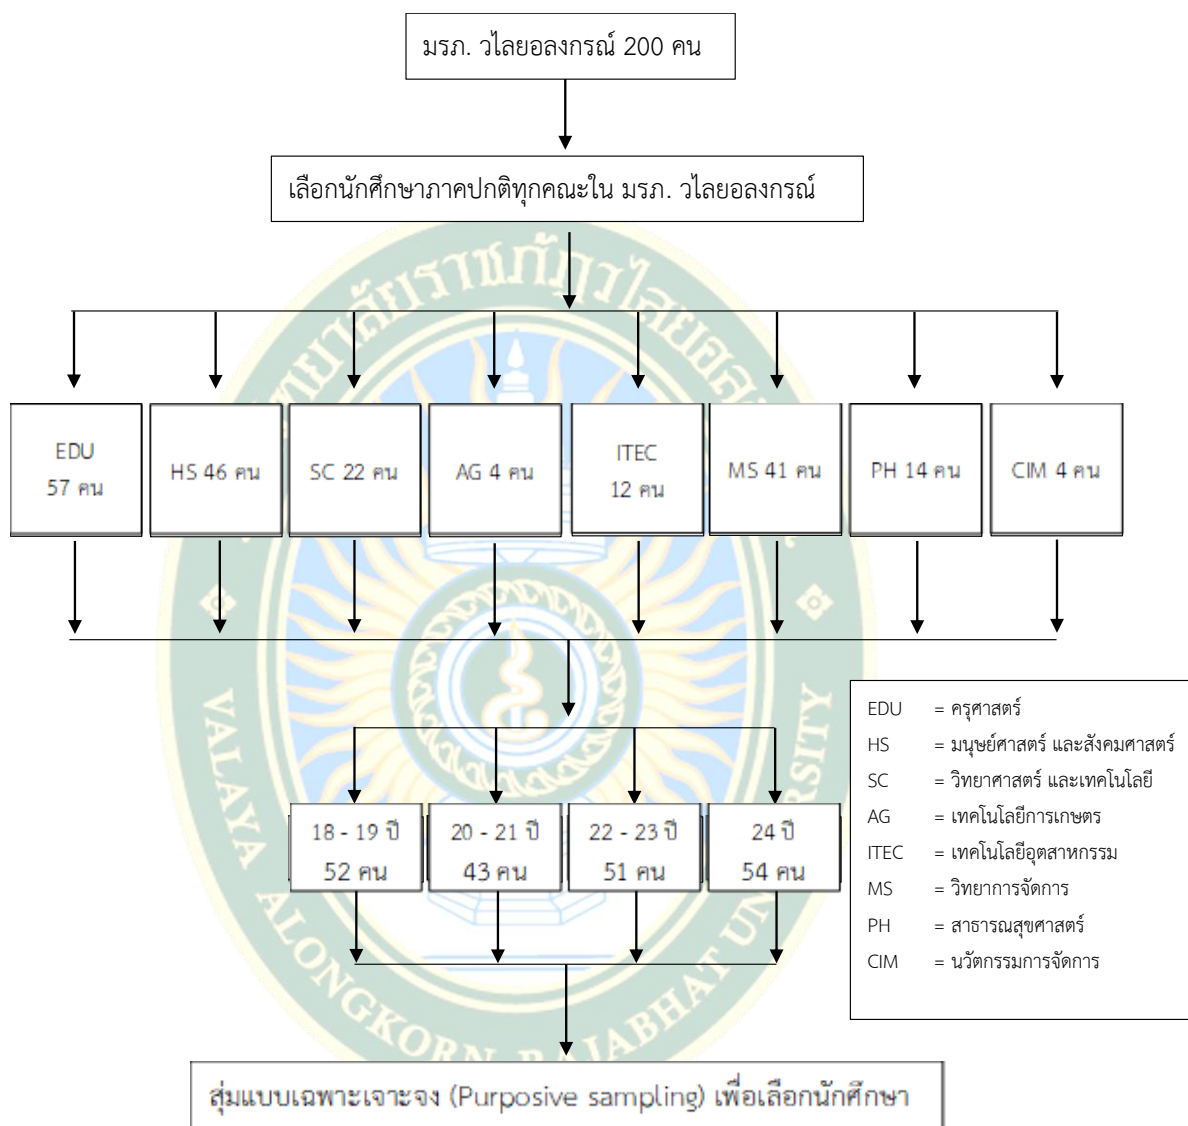 มรภ. วไลยอลงกรณ์ 200 คน
เลือกนักศึกษาภาคปกติทุกคณะใน มรภ. วไลยอลงกรณ์
EDU
57 คน
HS 46 คน
SC 22 คน
AG 4 คน
ITEC
12 คน
MS 41 คน
PH 14 คน
CIM 4 คน
EDU = ครุศาสตร์
HS = มนุษย์ศาสตร์ และสังคมศาสตร์
SC = วิทยาศาสตร์ และเทคโนโลยี
AG = เทคโนโลยีการเกษตร
ITEC = เทคโนโลยีอุตสาหกรรม
MS = วิทยาการจัดการ
PH = สาธารณสุขศาสตร์
CIM = นวัตกรรมการจัดการ
18 - 19 ปี
52 คน
20 - 21 ปี
43 คน
22 - 23 ปี
51 คน
24 ปี
54 คน
สุ่มแบบเฉพาะเจาะจง (Purposive sampling) เพื่อเลือกนักศึกษา
VALAYA ALONGKORN RAJABHAT